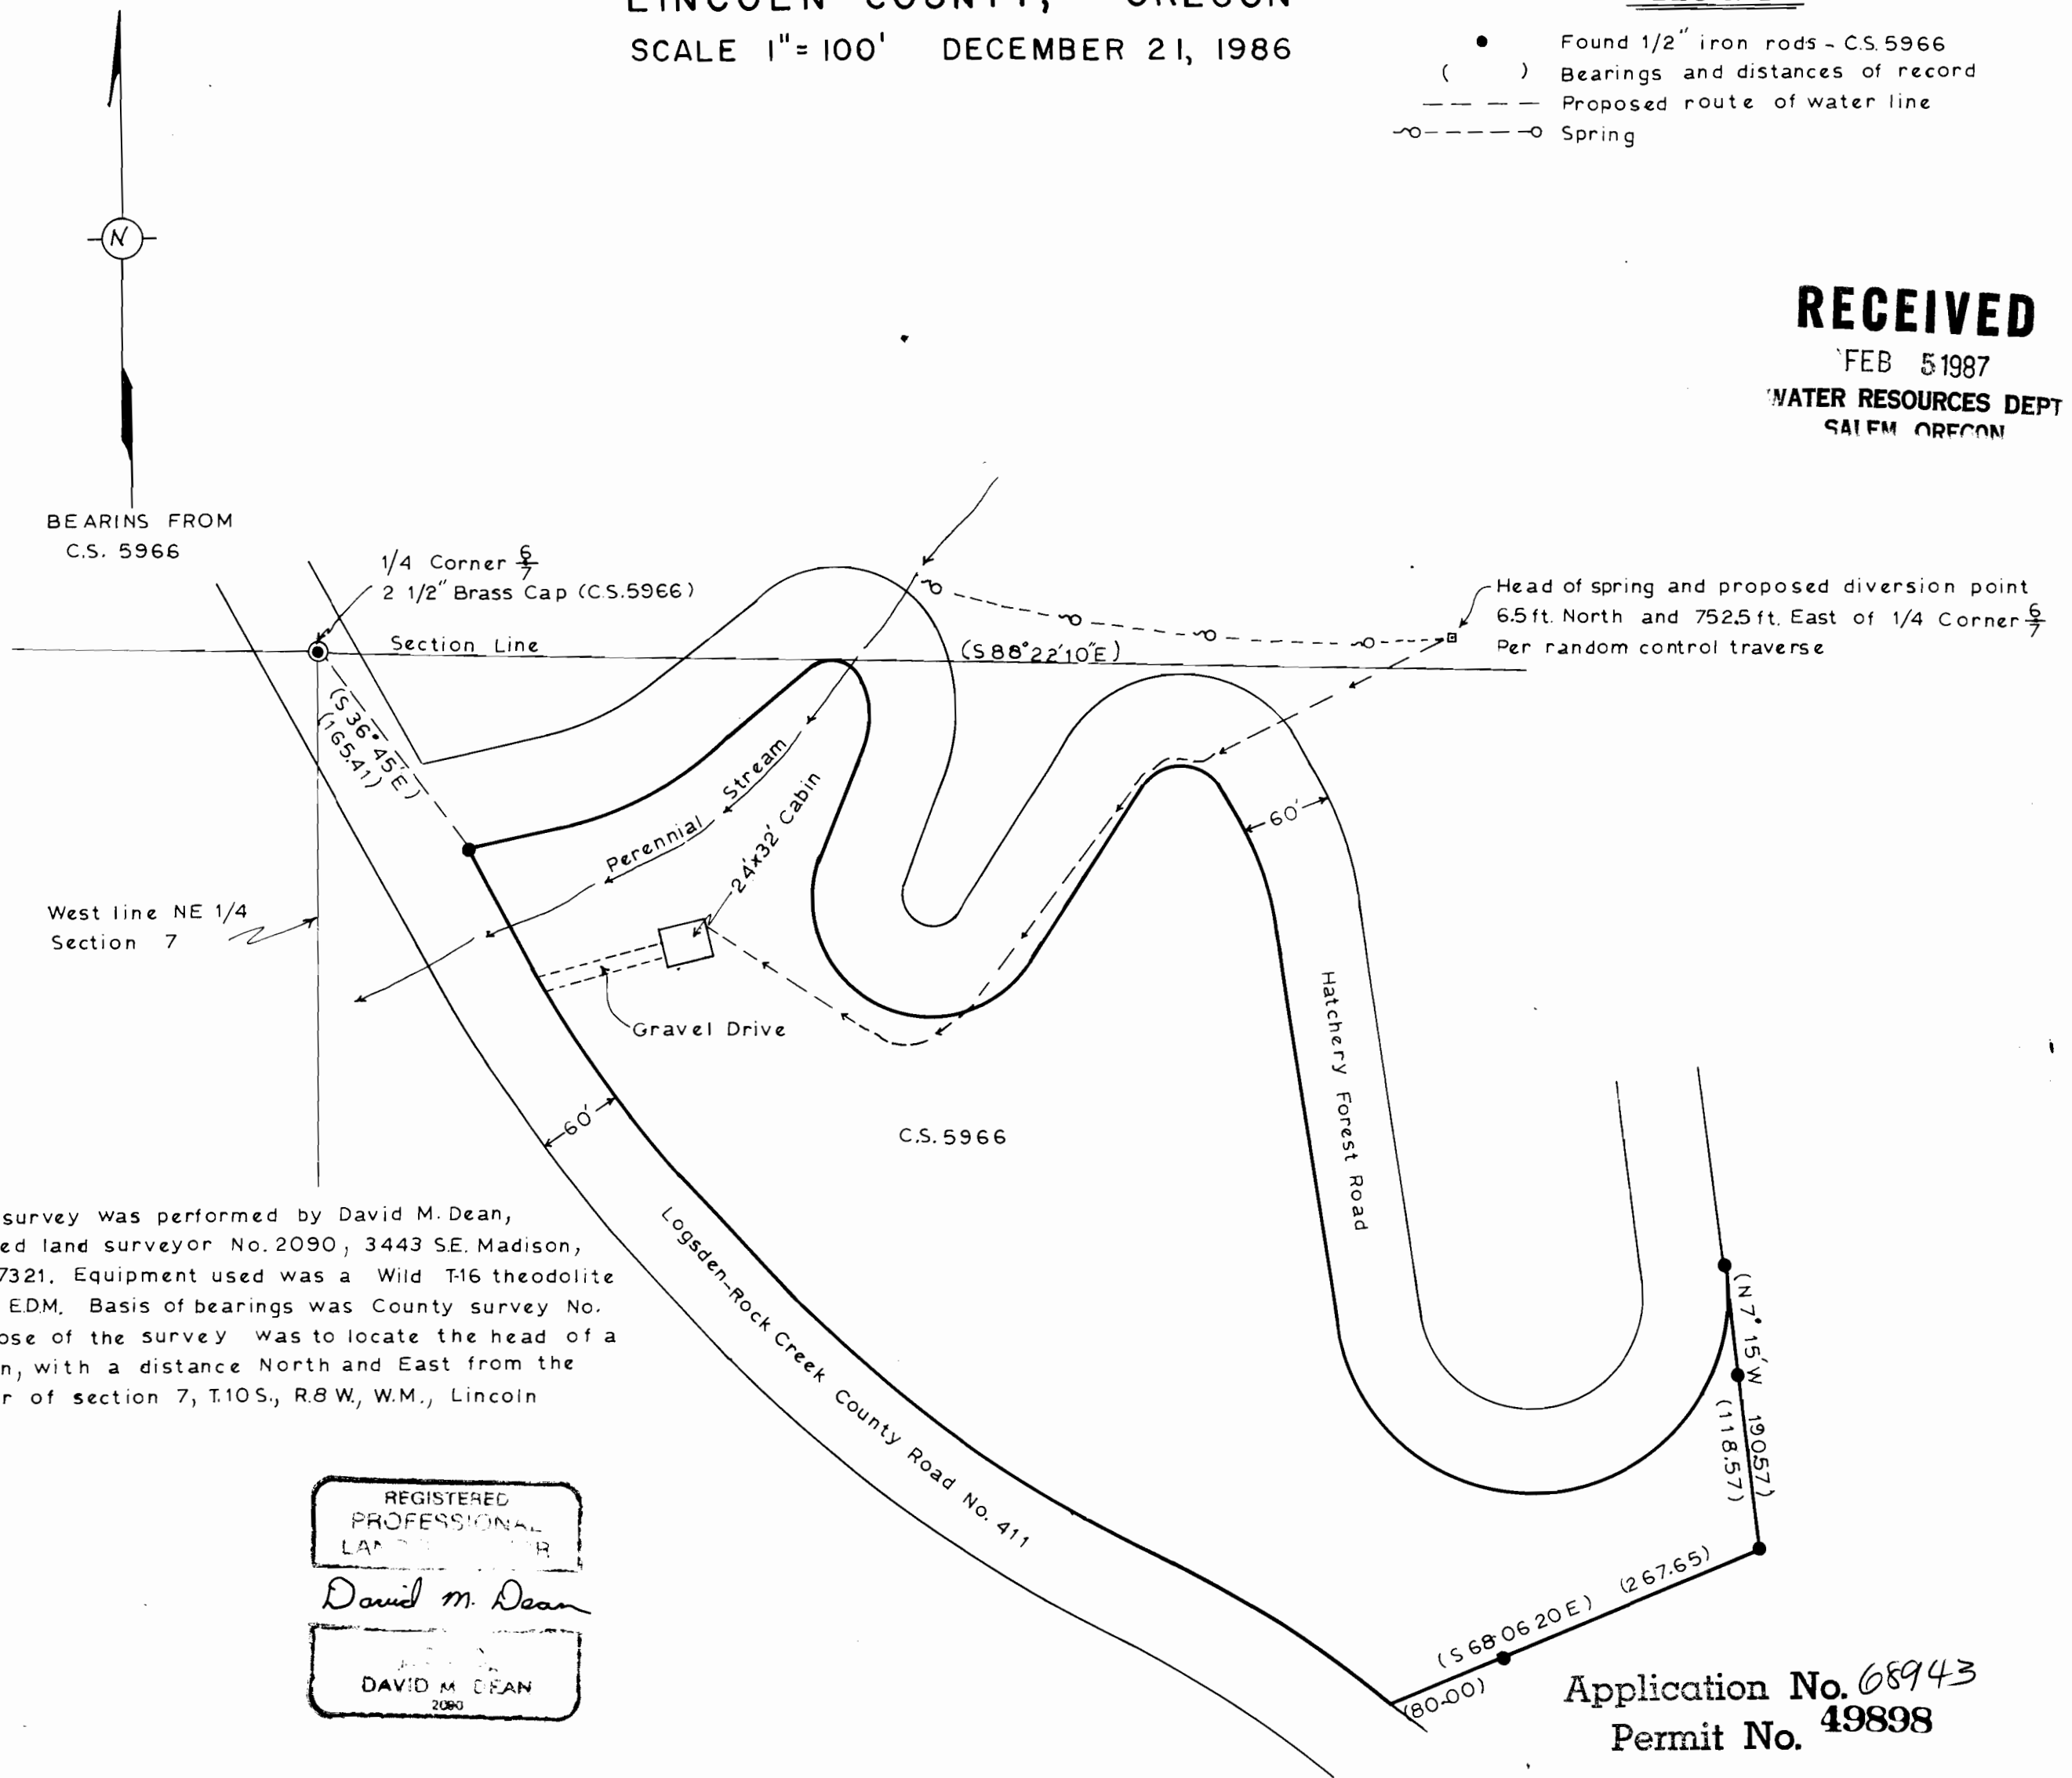 LINCOLN COUNTY, OREGON
SCALE 1"= 100' DECEMBER 21, 1986
Found 1/2" iron rods - C.S. 5966
( ) Bearings and distances of record
Proposed route of water line
Spring
N
RECEIVED
FEB 5 1987
WATER RESOURCES DEPT
SALEM, OREGON
BEARINS FROM
C.S. 5966
1/4 Corner 6/7
2 1/2" Brass Cap (C.S. 5966)
Section Line
(S 88°22'10"E)
Head of spring and proposed diversion point
6.5 ft. North and 752.5 ft. East of 1/4 Corner 6/7
Per random control traverse
(S 36° 45' E)
(165.41)
Perennial Stream
24'x32' Cabin
60'
West line NE 1/4
Section 7
Gravel Drive
Hatchery Forest Road
60'
C.S. 5966
survey was performed by David M. Dean,
ed land surveyor No. 2090, 3443 S.E. Madison,
7321. Equipment used was a Wild T-16 theodolite
E.D.M. Basis of bearings was County survey No.
ose of the survey was to locate the head of a
n, with a distance North and East from the
r of section 7, T.10 S., R.8 W., W.M., Lincoln
Logsden-Rock Creek County Road No. 411
(N 7° 15' W 190.57)
(118.57)
(S 68 06 20 E) (267.65)
(80.00)
REGISTERED
PROFESSIONAL
LAND
David M. Dean
DAVID M DEAN
2090
Application No. 68943
Permit No. 49898